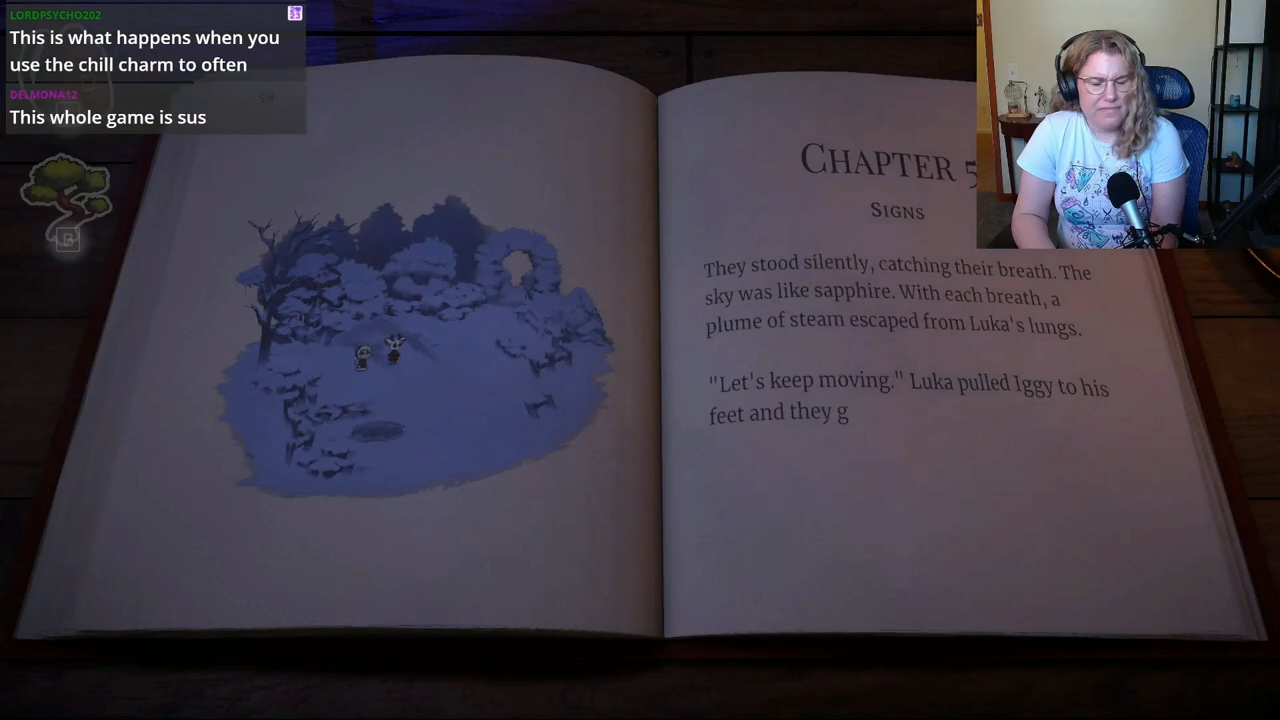 LORDPSYCHO202
This is what happens when you
use the chill charm to often
DELMONA12
This whole game is sus
58
B
CHAPTER 5
SIGNS
They stood silently, catching their breath. The
sky was like sapphire. With each breath, a
plume of steam escaped from Luka's lungs.
"Let's keep moving." Luka pulled Iggy to his
feet and they g